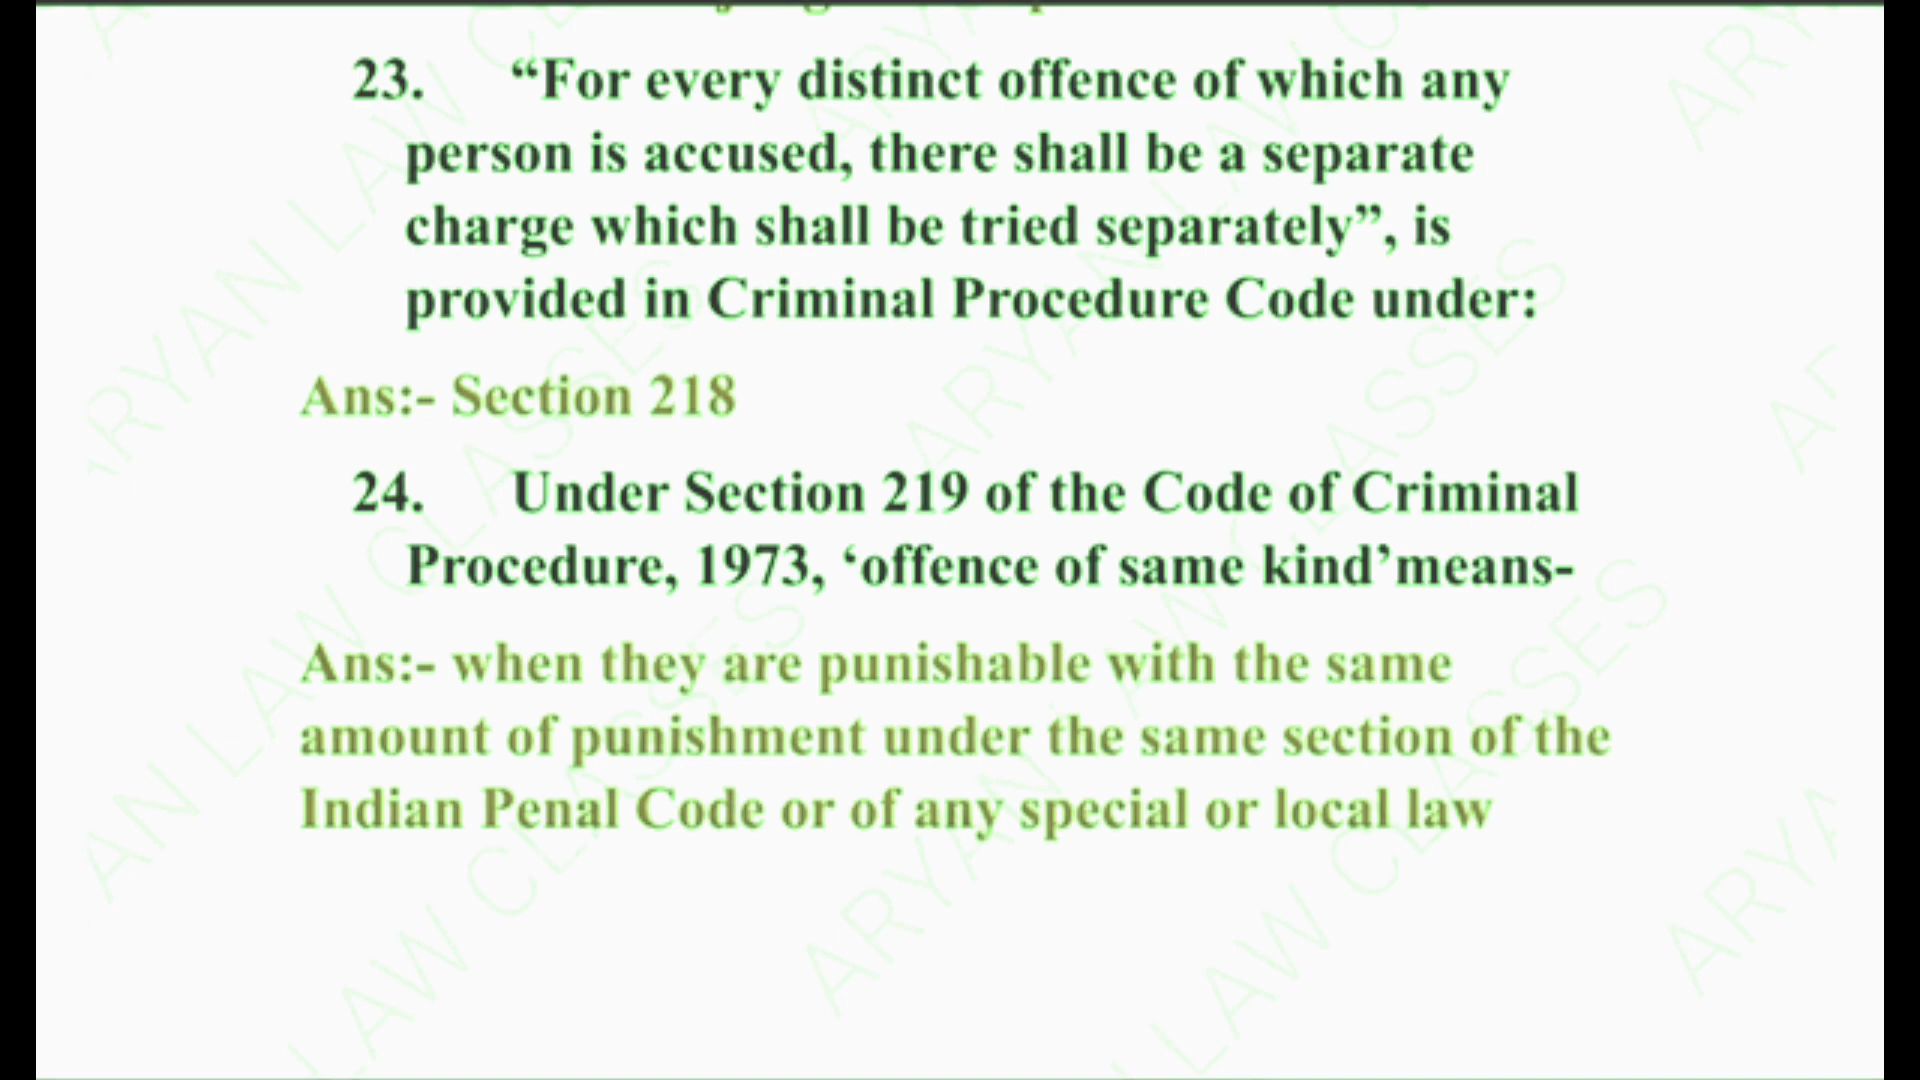 23. “For every distinct offence of which any
person is accused, there shall be a separate
charge which shall be tried separately”, is
provided in Criminal Procedure Code under:
Ans:- Section 218
24. Under Section 219 of the Code of Criminal
Procedure, 1973, ‘offence of same kind’means-
Ans:- when they are punishable with the same
amount of punishment under the same section of the
Indian Penal Code or of any special or local law
ARYAN LAW CLASSES